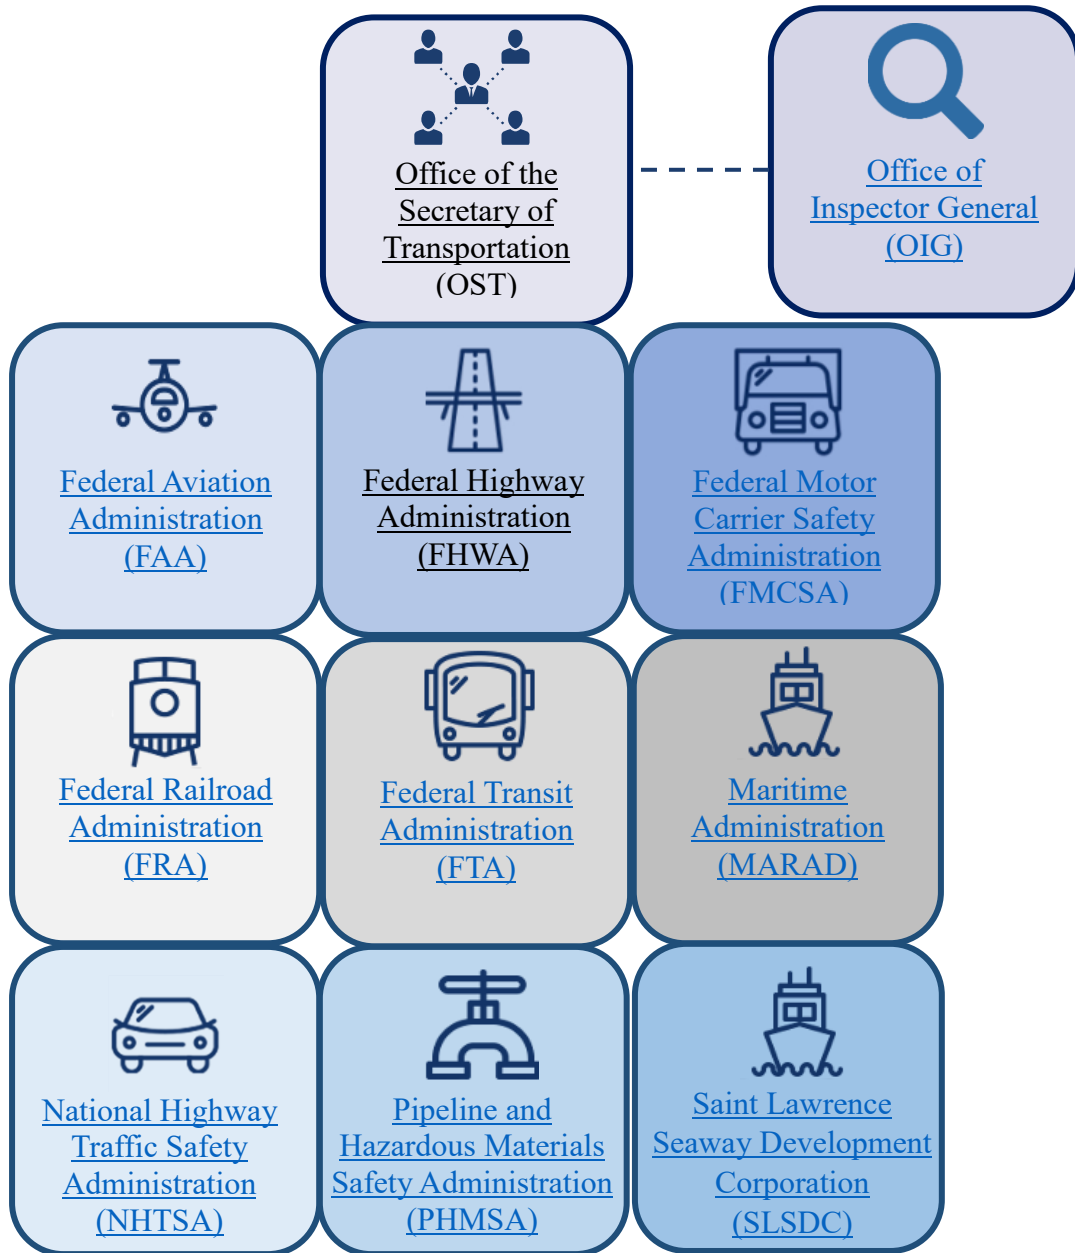 Office of the
Secretary of
Transportation
(OST)
Office of
Inspector General
(OIG)
Federal Aviation
Administration
(FAA)
Federal Highway
Administration
(FHWA)
Federal Motor
Carrier Safety
Administration
(FMCSA)
Federal Railroad
Administration
(FRA)
Federal Transit
Administration
(FTA)
Maritime
Administration
(MARAD)
National Highway
Traffic Safety
Administration
(NHTSA)
Pipeline and
Hazardous Materials
Safety Administration
(PHMSA)
Saint Lawrence
Seaway Development
Corporation
(SLSDC)